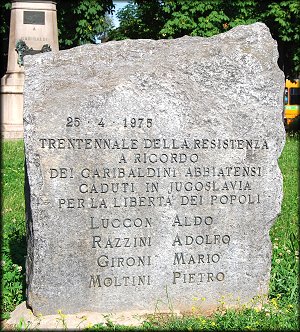 A
GARIBALDI
25 · 4 · 1975
TRENTENNALE DELLA RESISTENZA
A RICORDO
DEI GARIBALDINI ABBIATENSI
CADUTI IN JUGOSLAVIA
PER LA LIBERTÀ DEI POPOLI
LUCCON ALDO
RAZZINI ADOLFO
GIRONI MARIO
MOLTINI PIETRO